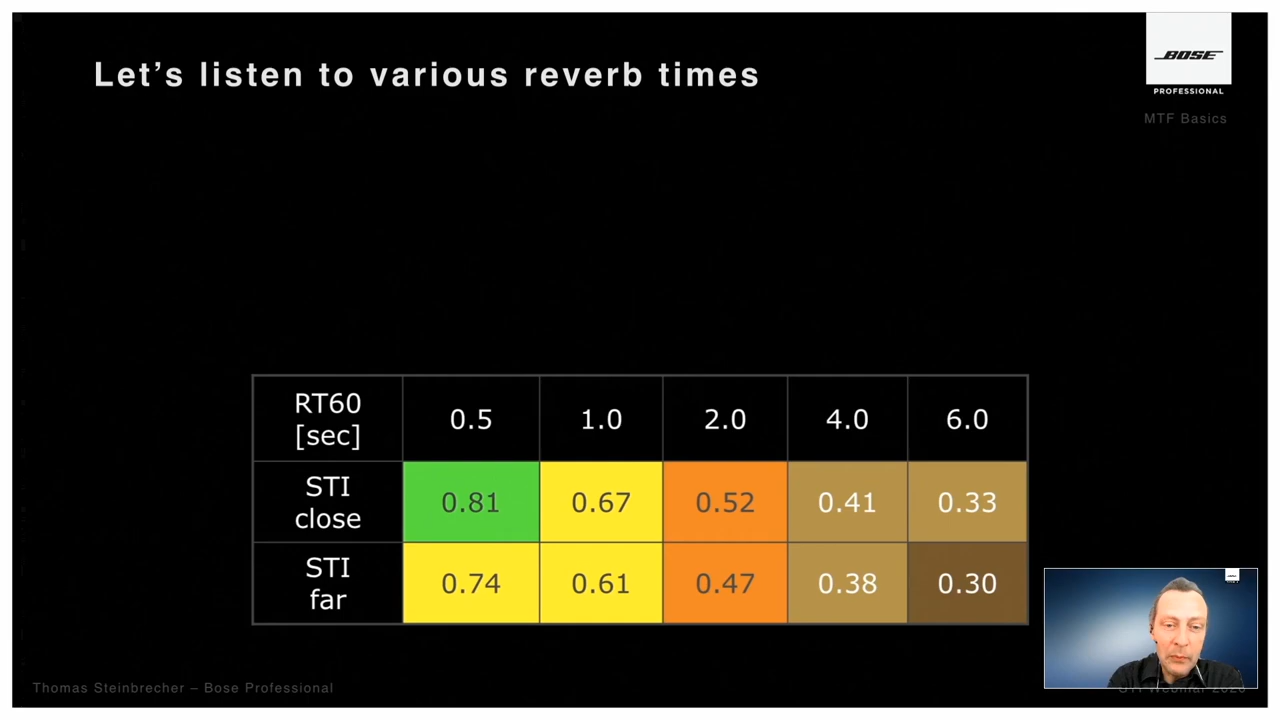 Let's listen to various reverb times
BOSE
PROFESSIONAL
MTF Basics
RT60 [sec] 0.5 1.0 2.0 4.0 6.0
STI close 0.81 0.67 0.52 0.41 0.33
STI far 0.74 0.61 0.47 0.38 0.30
Thomas Steinbrecher – Bose Professional